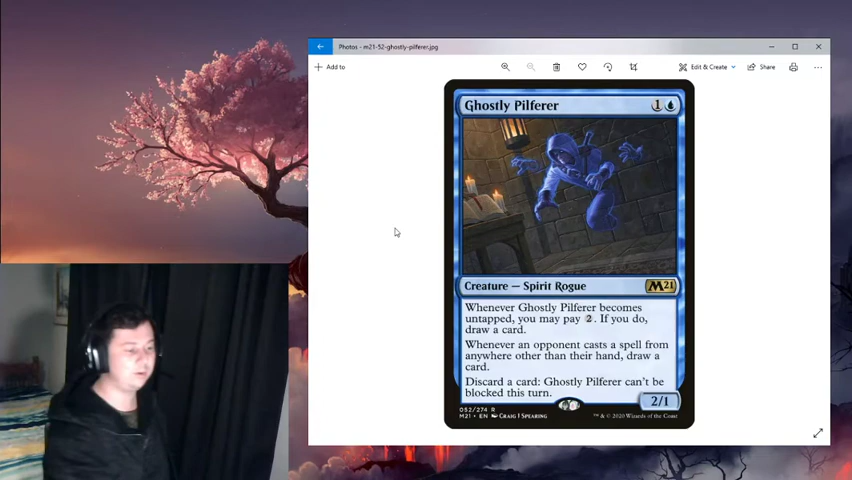 Photos - m21-52-ghostly-pilferer.jpg
Add to
Edit & Create
Share
Ghostly Pilferer 1
Creature — Spirit Rogue M21
Whenever Ghostly Pilferer becomes
untapped, you may pay 2. If you do,
draw a card.
Whenever an opponent casts a spell from
anywhere other than their hand, draw a
card.
Discard a card: Ghostly Pilferer can't be
blocked this turn.
2/1
052/274 R
M21 • EN Craig J Spearing
™ & © 2020 Wizards of the Coast